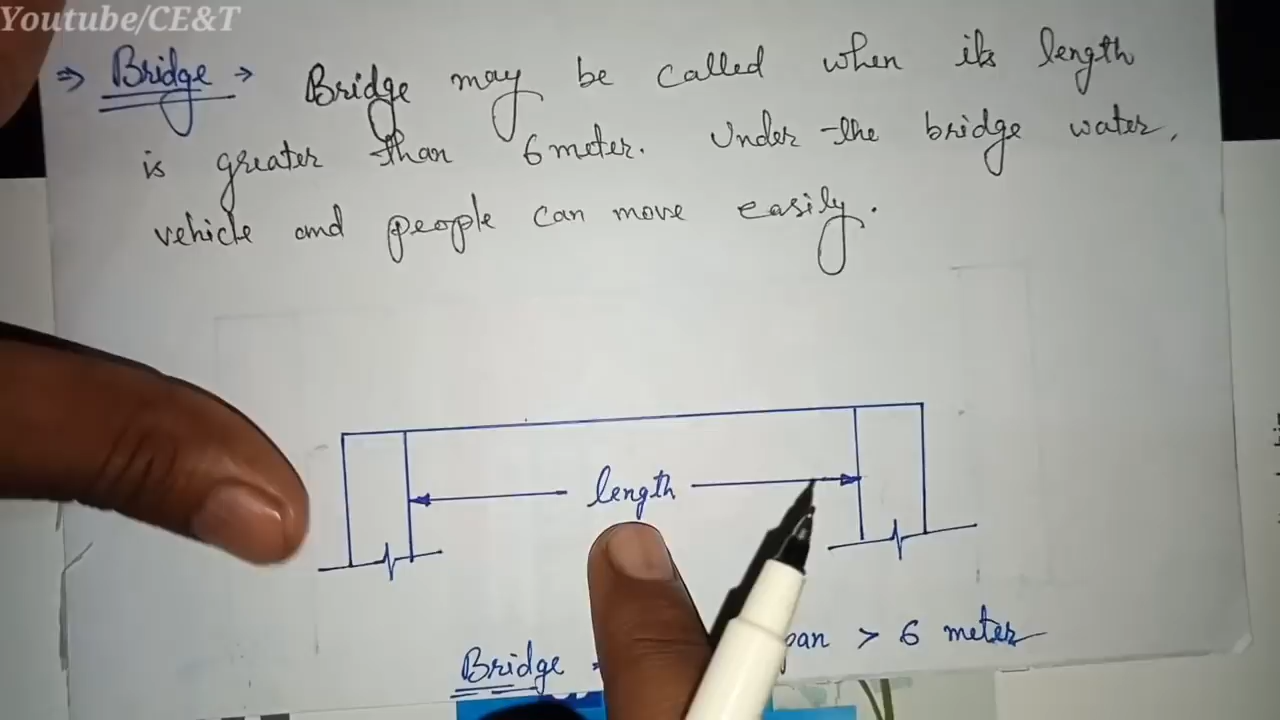 Youtube/CE&T
⇒ Bridge → Bridge may be called when its length
is greater than 6 meter. Under the bridge water,
vehicle and people can move easily.
length
Bridge > 6 meter